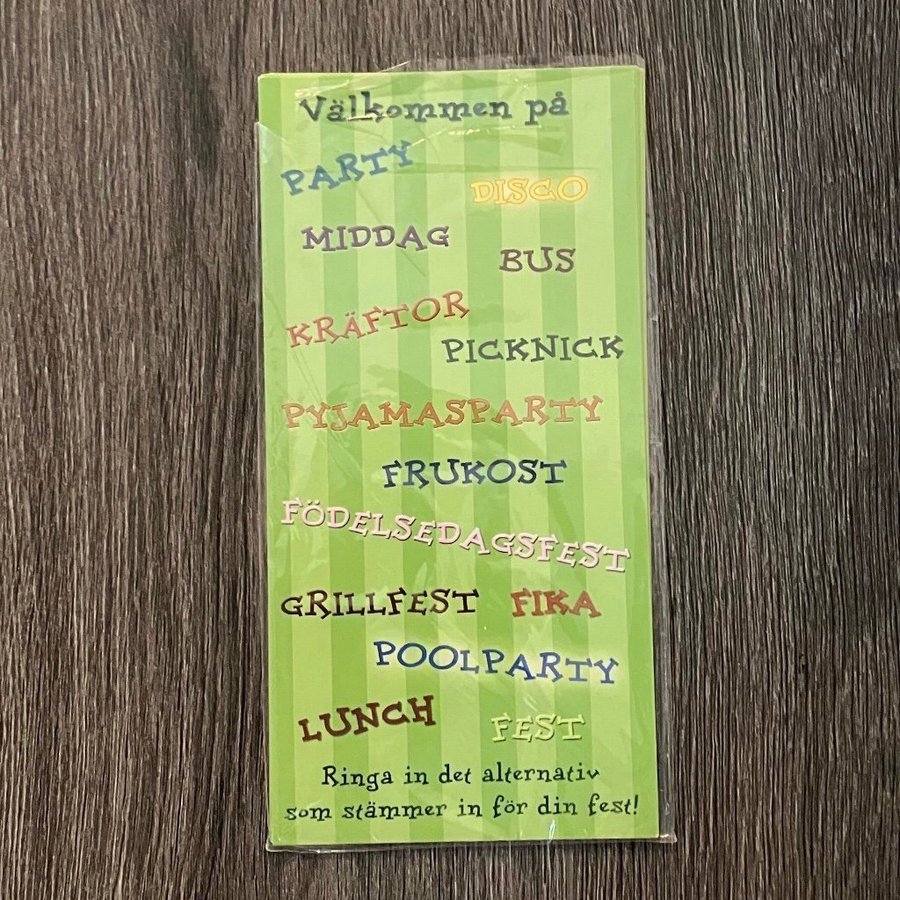 Välkommen på
PARTY
DISCO
MIDDAG
BUS
KRÄFTOR
PICKNICK
PYJAMASPARTY
FRUKOST
FÖDELSEDAGSFEST
GRILLFEST FIKA
POOLPARTY
LUNCH
FEST
Ringa in det alternativ
som stämmer in för din fest!